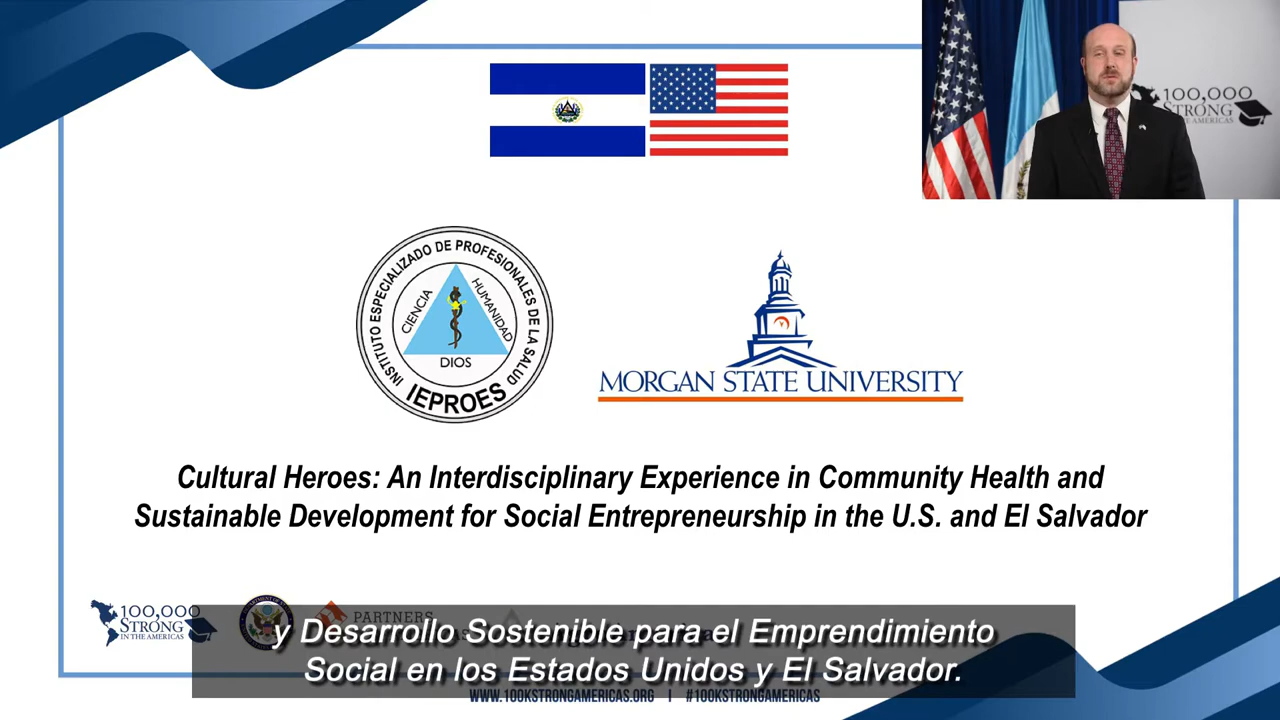 100,000
STRONG
IN THE AMERICAS
INSTITUTO ESPECIALIZADO DE PROFESIONALES DE LA SALUD
CIENCIA
HUMANIDAD
DIOS
IEPROES
MORGAN STATE UNIVERSITY
Cultural Heroes: An Interdisciplinary Experience in Community Health and
Sustainable Development for Social Entrepreneurship in the U.S. and El Salvador
100,000
STRONG
IN THE AMERICAS
PARTNERS
y Desarrollo Sostenible para el Emprendimiento
Social en los Estados Unidos y El Salvador.
WWW.100KSTRONGAMERICAS.ORG | #100KSTRONGAMERICAS